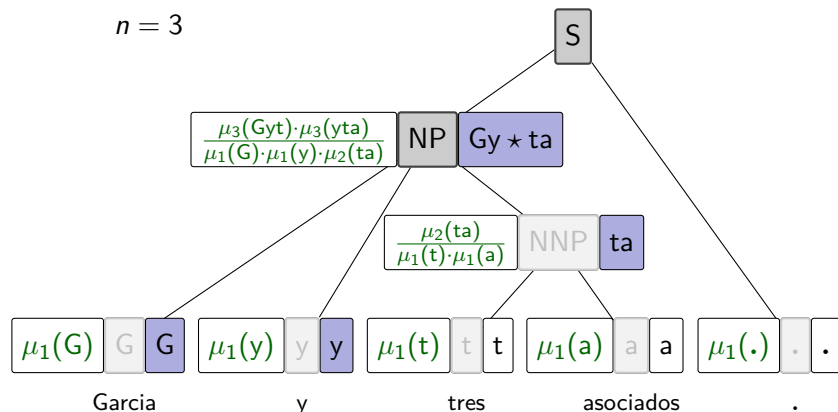 n = 3
S
μ₃(Gyt)·μ₃(yta)
μ₁(G)·μ₁(y)·μ₂(ta)
NP
Gy ⋆ ta
μ₂(ta)
μ₁(t)·μ₁(a)
NNP
ta
μ₁(G) G G μ₁(y) y y μ₁(t) t t μ₁(a) a a μ₁(.) . .
Garcia y tres asociados .